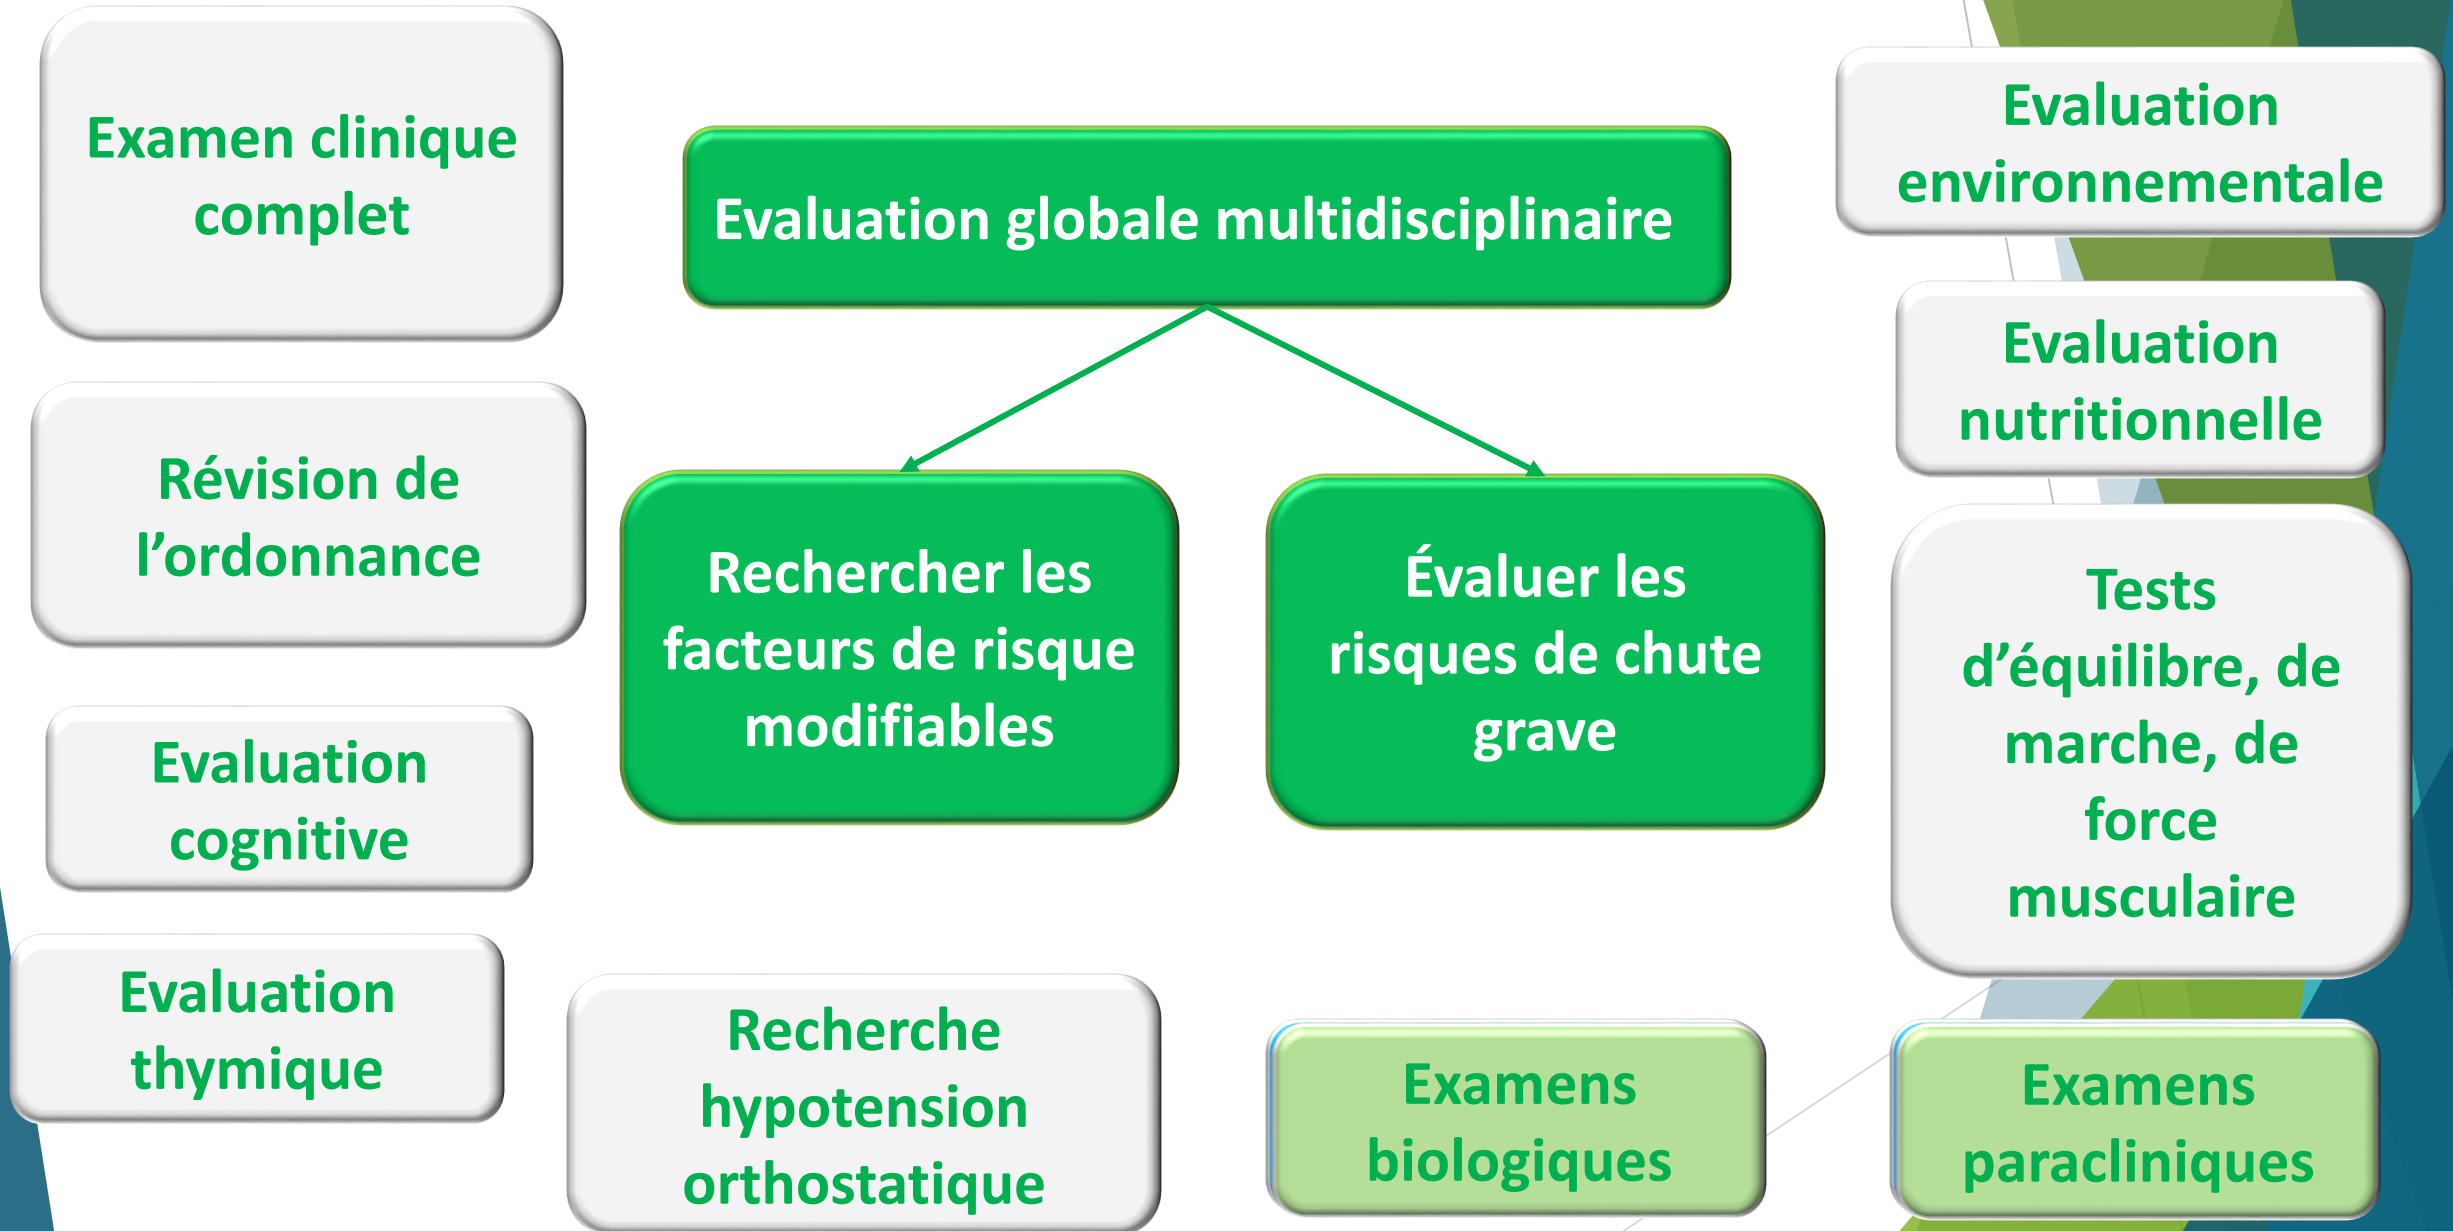 Examen clinique
complet
Evaluation globale multidisciplinaire
Evaluation
environnementale
Révision de
l’ordonnance
Rechercher les
facteurs de risque
modifiables
Évaluer les
risques de chute
grave
Evaluation
nutritionnelle
Evaluation
cognitive
Tests
d’équilibre, de
marche, de
force
musculaire
Evaluation
thymique
Recherche
hypotension
orthostatique
Examens
biologiques
Examens
paracliniques